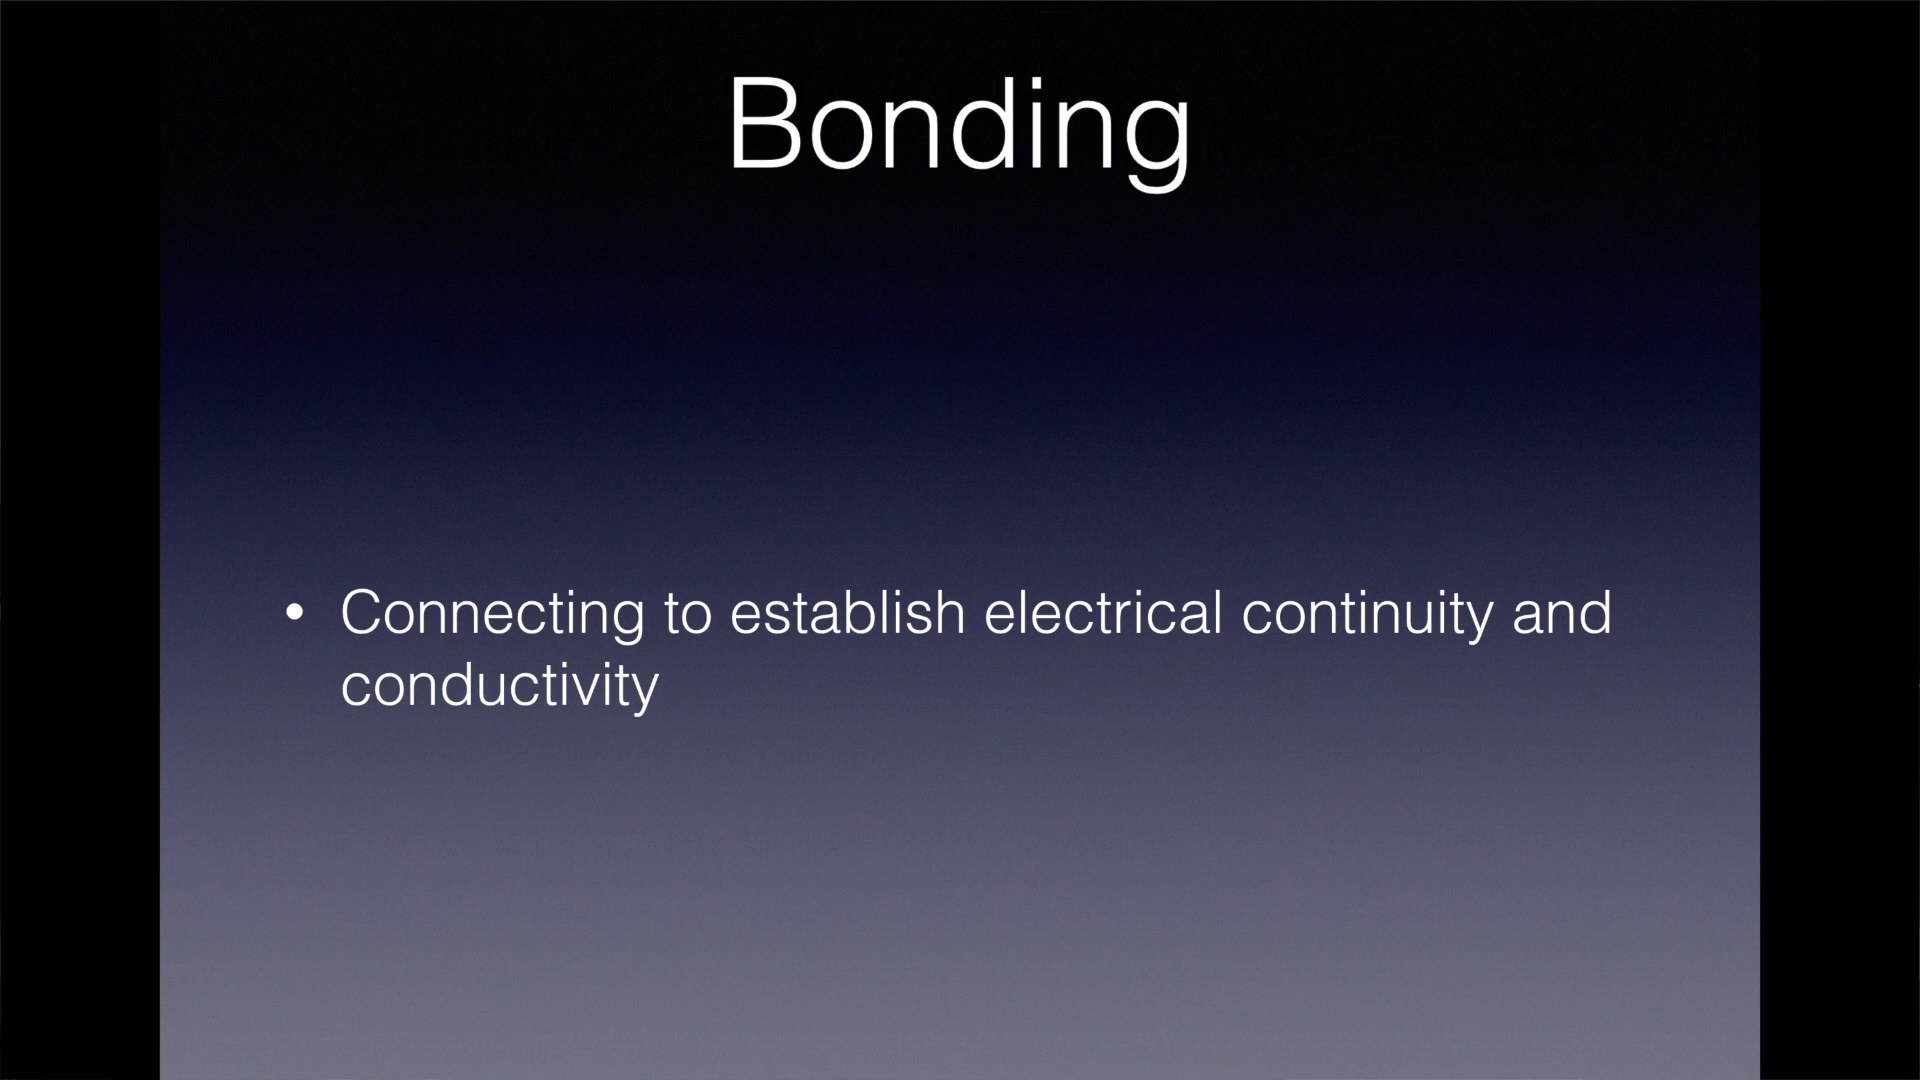 Bonding
• Connecting to establish electrical continuity and
conductivity